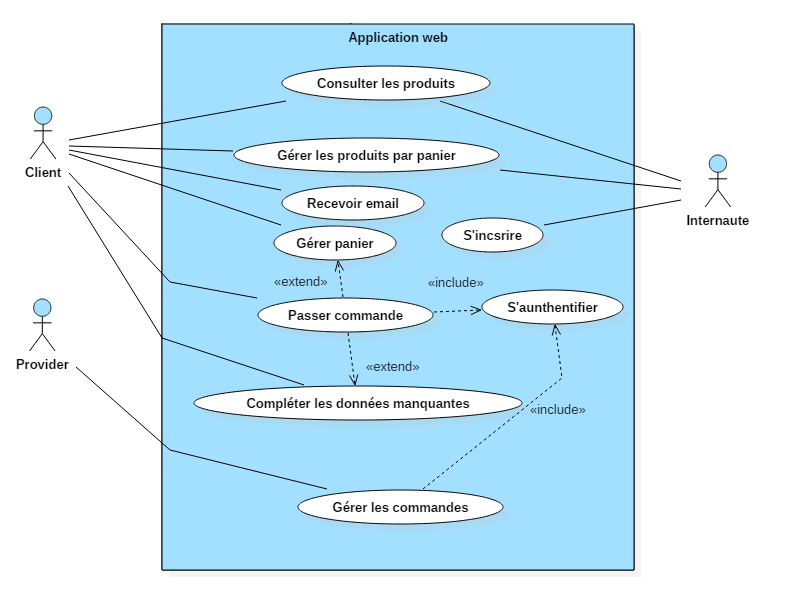 Application web
Consulter les produits
Client
Gérer les produits par panier
Internaute
Recevoir email
S'incsrire
Gérer panier
«extend»
«include»
Passer commande
S'aunthentifier
Provider
«extend»
Compléter les données manquantes
«include»
Gérer les commandes